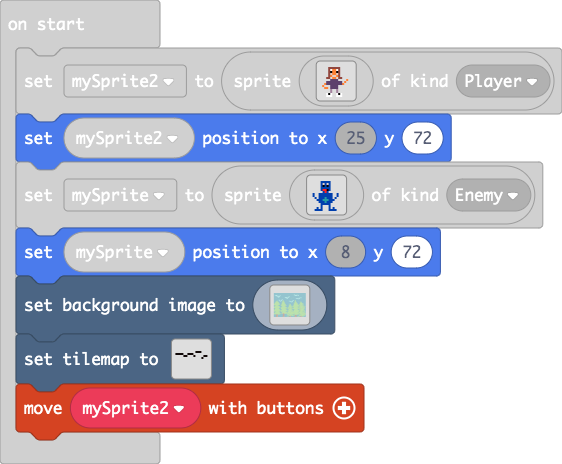 on start
set mySprite2 to sprite of kind Player
set mySprite2 position to x 25 y 72
set mySprite to sprite of kind Enemy
set mySprite position to x 8 y 72
set background image to
set tilemap to
move mySprite2 with buttons